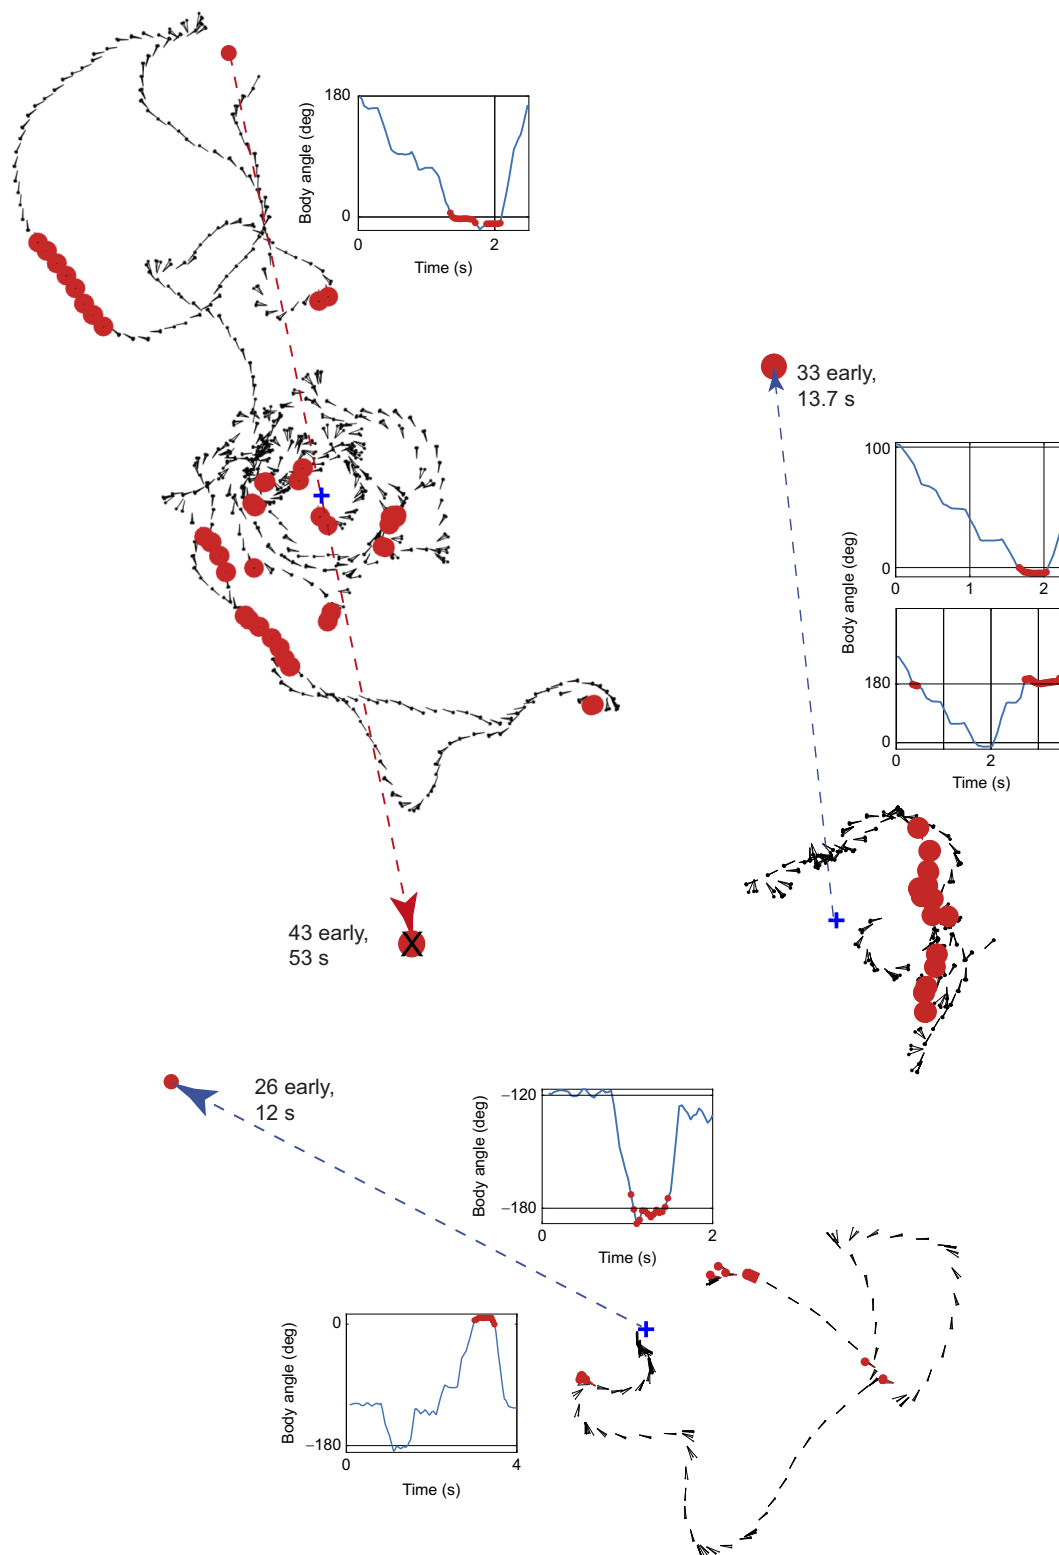 180
0
Body angle (deg)
0
2
Time (s)
33 early,
13.7 s
100
0
0
1
2
Body angle (deg)
180
0
0
2
Time (s)
43 early,
53 s
X
26 early,
12 s
−120
−180
Body angle (deg)
0
2
Time (s)
0
−180
Body angle (deg)
0
4
Time (s)